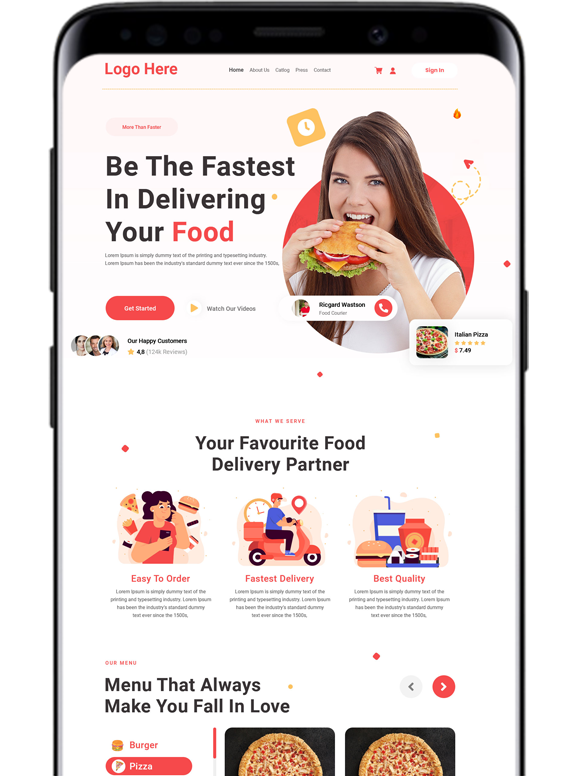 Logo Here
Home About Us Catlog Press Contact
Sign In
More Than Faster
Be The Fastest
In Delivering
Your Food
Lorem Ipsum is simply dummy text of the printing and typesetting industry.
Lorem Ipsum has been the industry's standard dummy text ever since the 1500s,
Get Started
Watch Our Videos
Ricgard Wastson
Food Courier
Our Happy Customers
4,8 (124k Reviews)
Italian Pizza
$ 7.49
WHAT WE SERVE
Your Favourite Food
Delivery Partner
Easy To Order
Lorem Ipsum is simply dummy text of the
printing and typesetting industry. Lorem Ipsum
has been the industry's standard dummy
text ever since the 1500s,
Fastest Delivery
Lorem Ipsum is simply dummy text of the
printing and typesetting industry. Lorem Ipsum
has been the industry's standard dummy
text ever since the 1500s,
Best Quality
Lorem Ipsum is simply dummy text of the
printing and typesetting industry. Lorem Ipsum
has been the industry's standard dummy
text ever since the 1500s,
OUR MENU
Menu That Always
Make You Fall In Love
Burger
Pizza